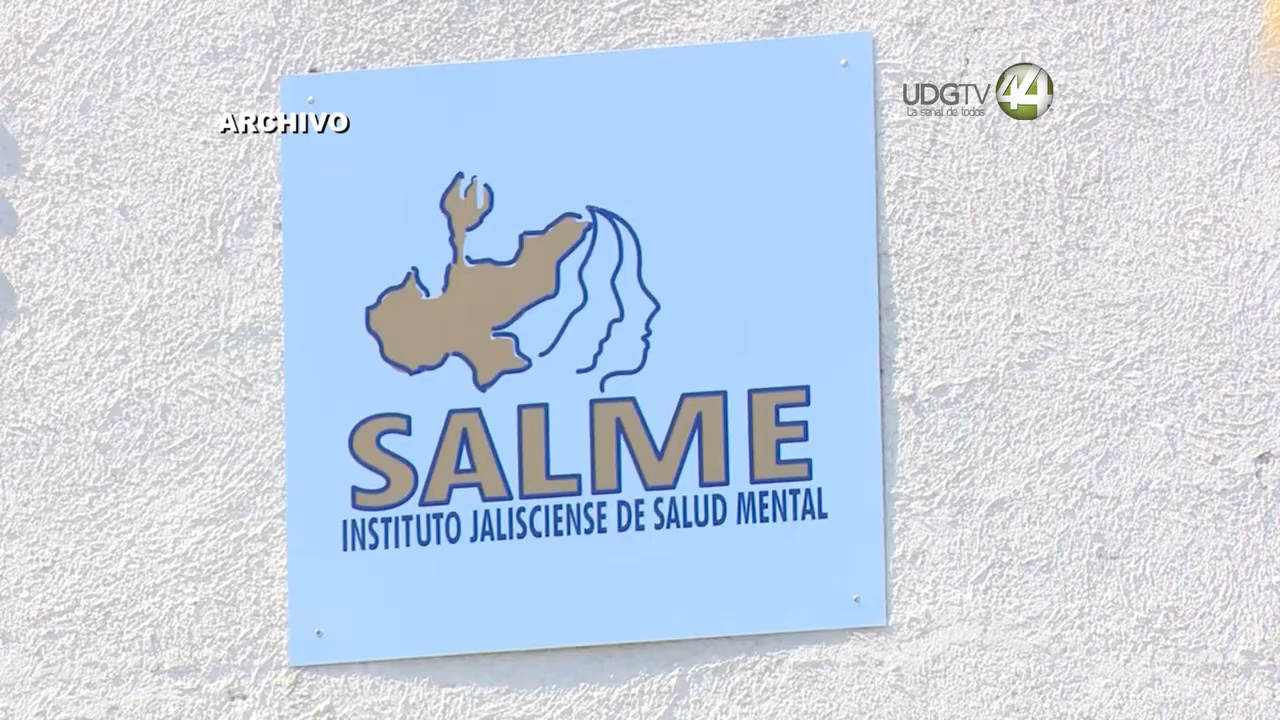 ARCHIVO
UDGTV 44
La señal de todos
SALME
INSTITUTO JALISCIENSE DE SALUD MENTAL